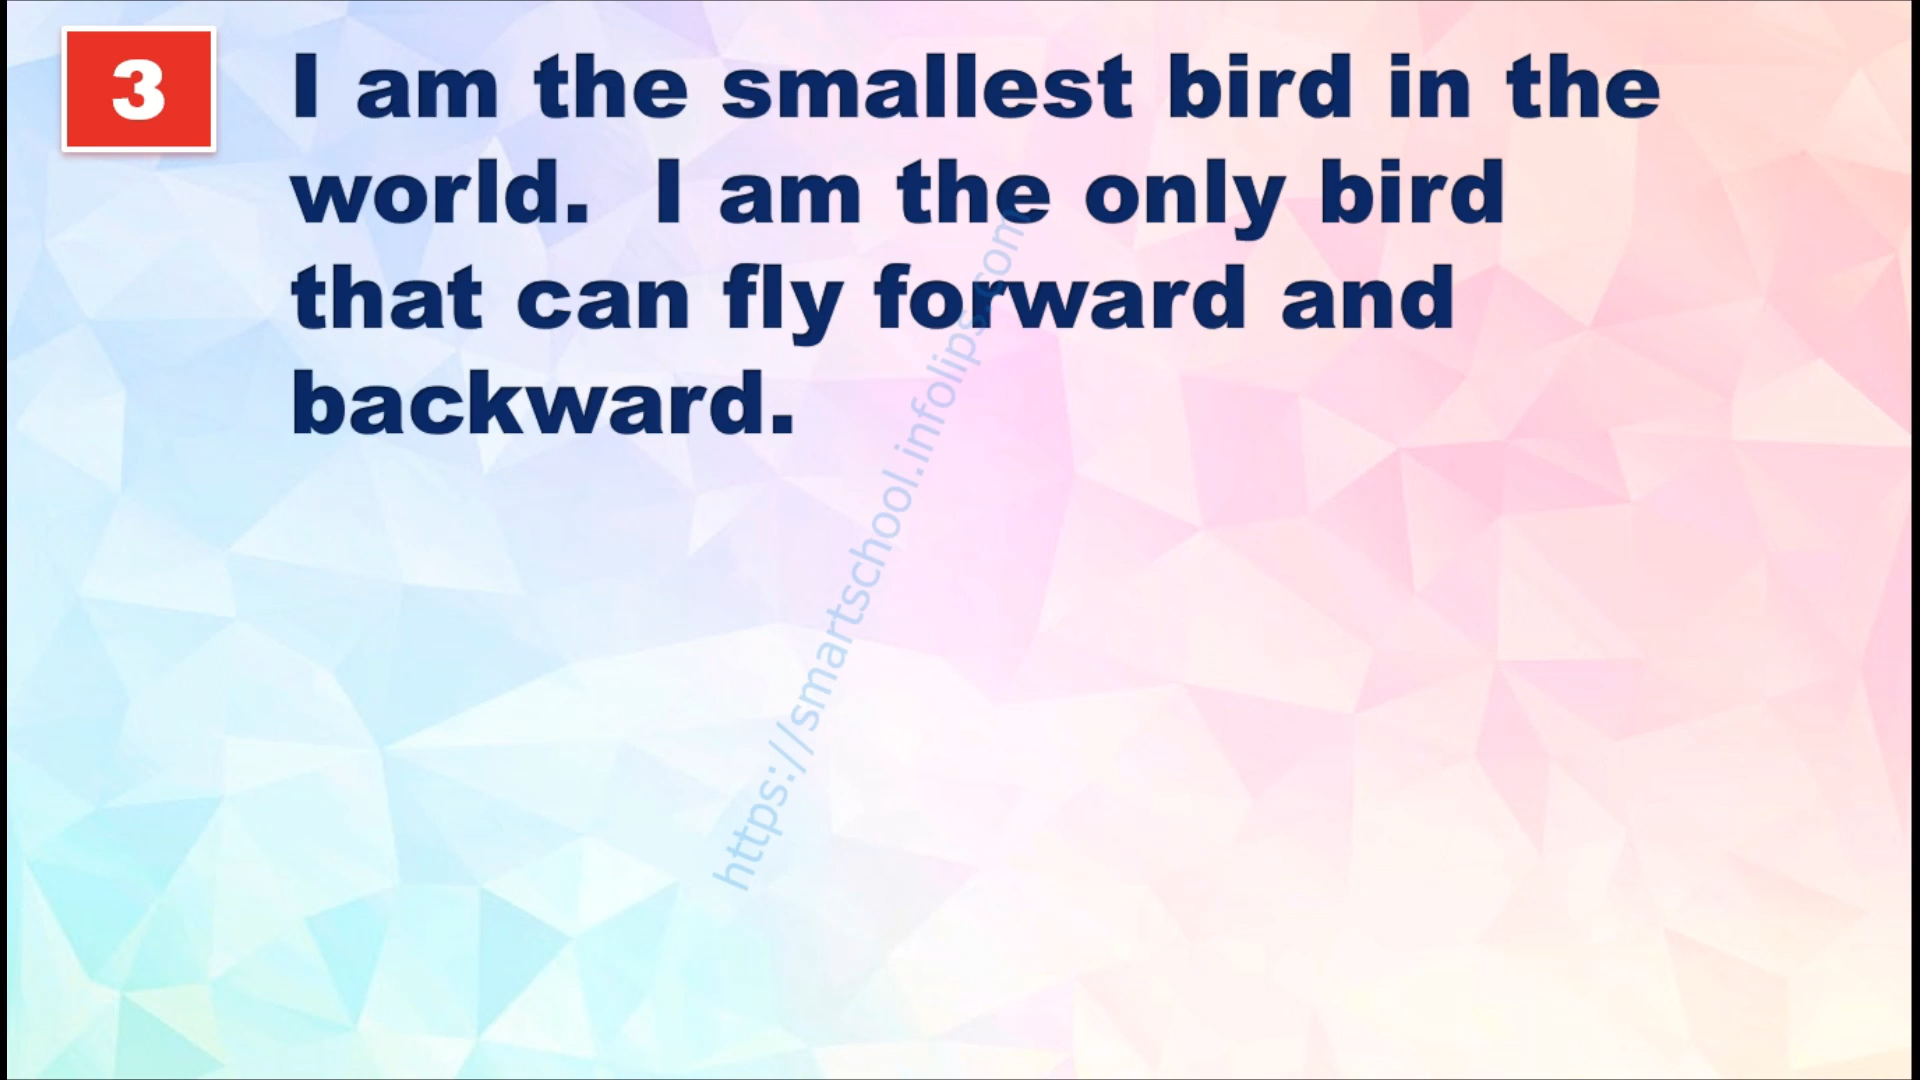 3
I am the smallest bird in the
world.  I am the only bird
that can fly forward and
backward.
https://smartschool.infolips.com